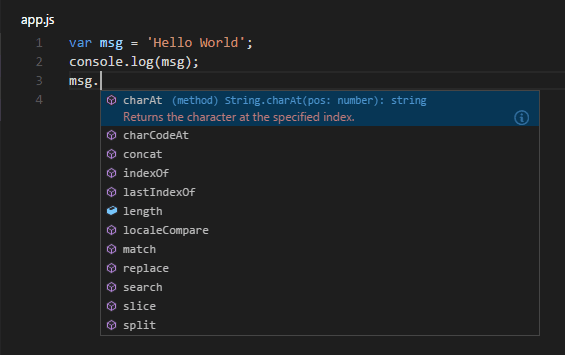 app.js
1 var msg = 'Hello World';
2 console.log(msg);
3 msg.
4
charAt (method) String.charAt(pos: number): string
Returns the character at the specified index.
charCodeAt
concat
indexOf
lastIndexOf
length
localeCompare
match
replace
search
slice
split